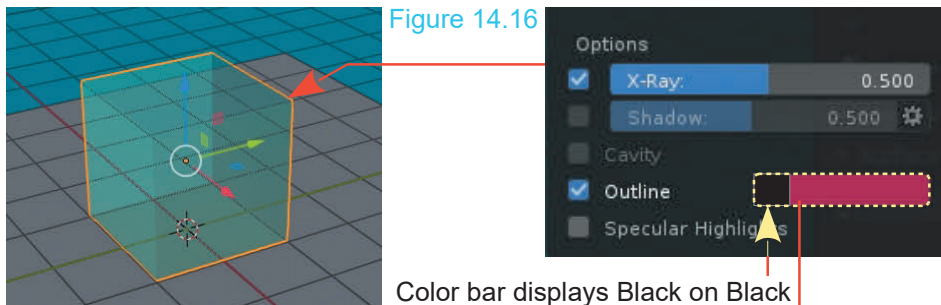 Figure 14.16
Options
X-Ray: 0.500
Shadow: 0.500
Cavity
Outline
Specular Highlights
Color bar displays Black on Black